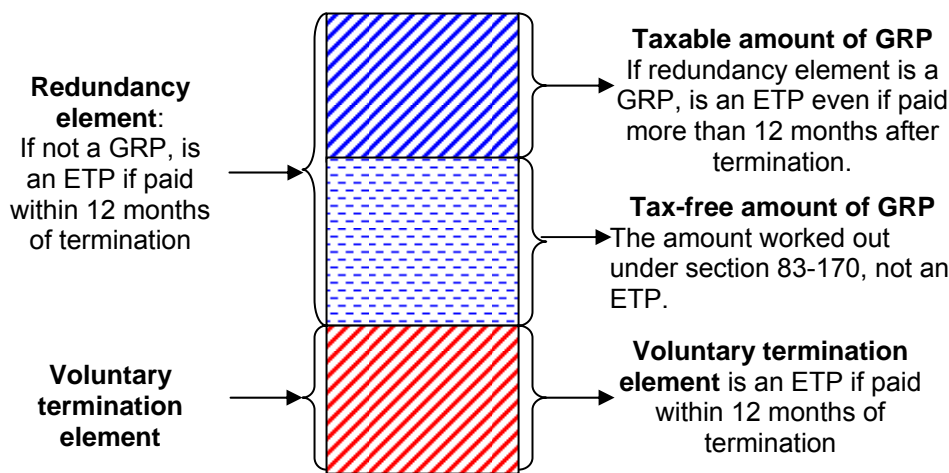 Redundancy
element:
If not a GRP, is
an ETP if paid
within 12 months
of termination
Voluntary
termination
element
Taxable amount of GRP
If redundancy element is a
GRP, is an ETP even if paid
more than 12 months after
termination.
Tax-free amount of GRP
The amount worked out
under section 83-170, not an
ETP.
Voluntary termination
element is an ETP if paid
within 12 months of
termination